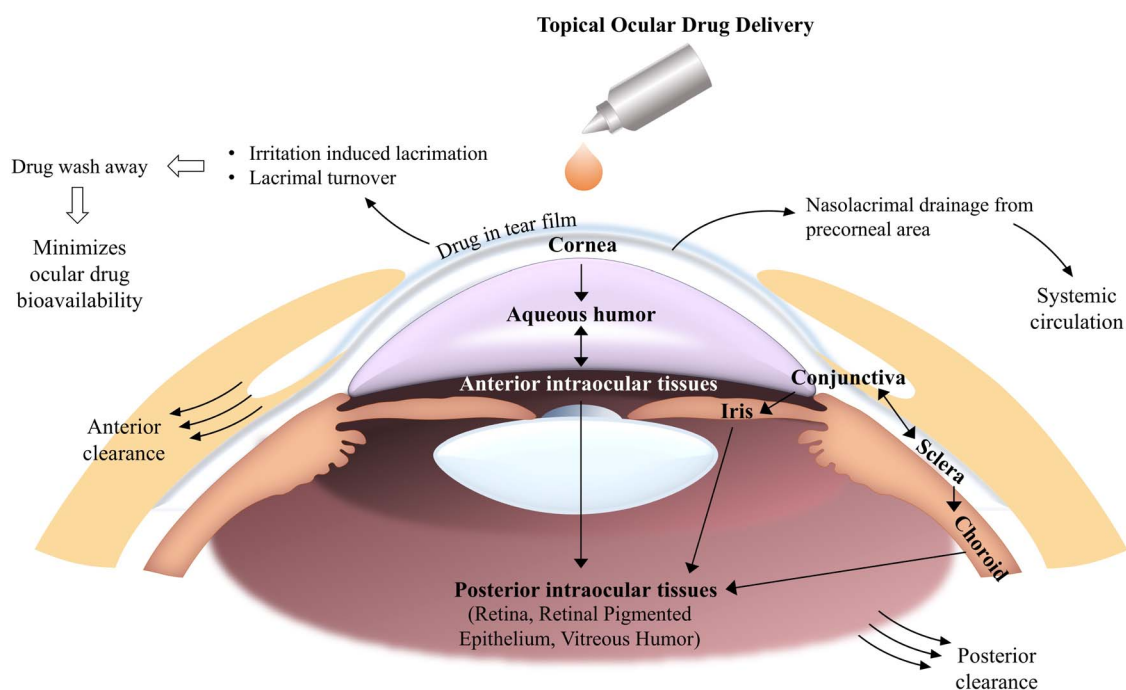 Topical Ocular Drug Delivery
• Irritation induced lacrimation
• Lacrimal turnover
Drug wash away
Minimizes
ocular drug
bioavailability
Drug in tear film
Nasolacrimal drainage from
precorneal area
Systemic
circulation
Cornea
Aqueous humor
Anterior intraocular tissues
Conjunctiva
Iris
Sclera
Choroid
Anterior
clearance
Posterior intraocular tissues
(Retina, Retinal Pigmented
Epithelium, Vitreous Humor)
Posterior
clearance